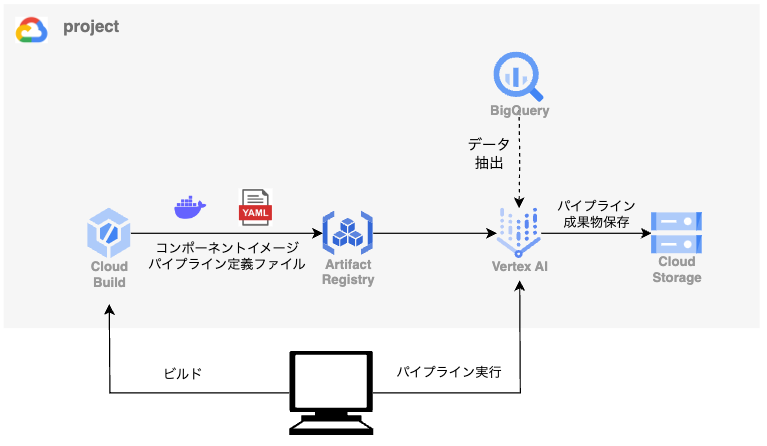 project
BigQuery
データ
抽出
YAML
コンポーネントイメージ
パイプライン定義ファイル
パイプライン
成果物保存
Cloud
Build
Artifact
Registry
Vertex AI
Cloud
Storage
ビルド
パイプライン実行